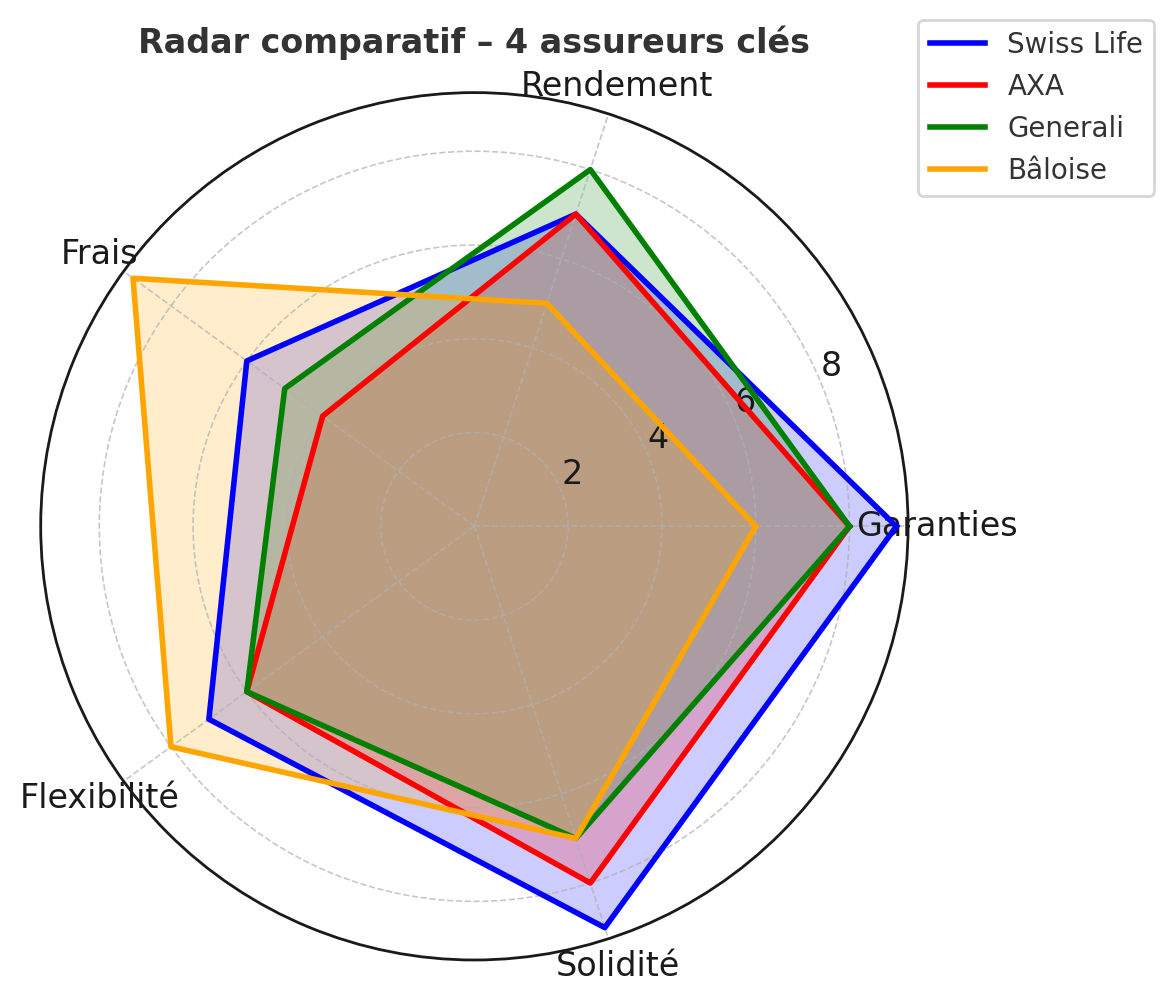 Radar comparatif – 4 assureurs clés
Swiss Life
AXA
Generali
Bâloise
Rendement
Frais
8
6
4
2
Garanties
Flexibilité
Solidité